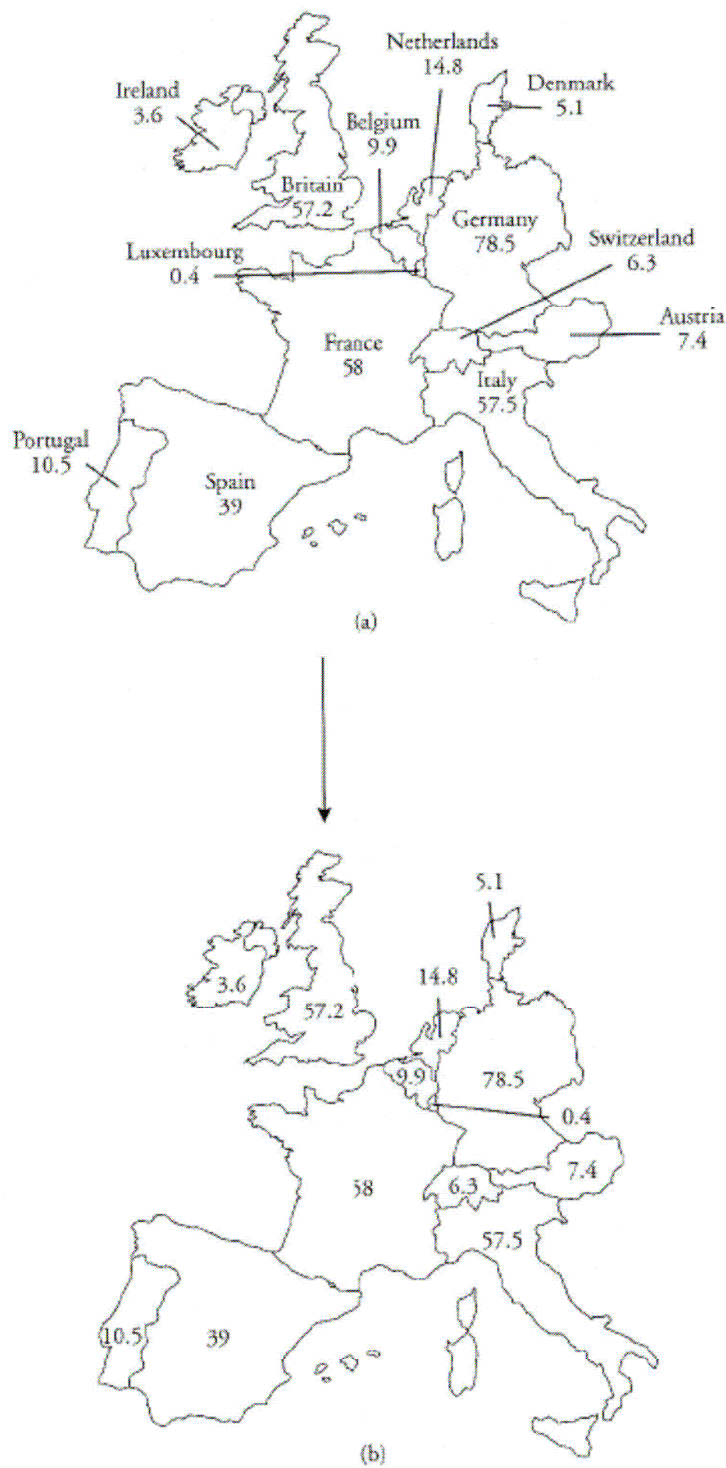 Netherlands
14.8
Denmark
5.1
Ireland
3.6
Belgium
9.9
Britain
57.2
Germany
78.5
Switzerland
6.3
Luxembourg
0.4
Austria
7.4
France
58
Italy
57.5
Portugal
10.5
Spain
39
(a)
5.1
14.8
3.6
57.2
9.9
78.5
0.4
7.4
6.3
58
57.5
10.5
39
(b)